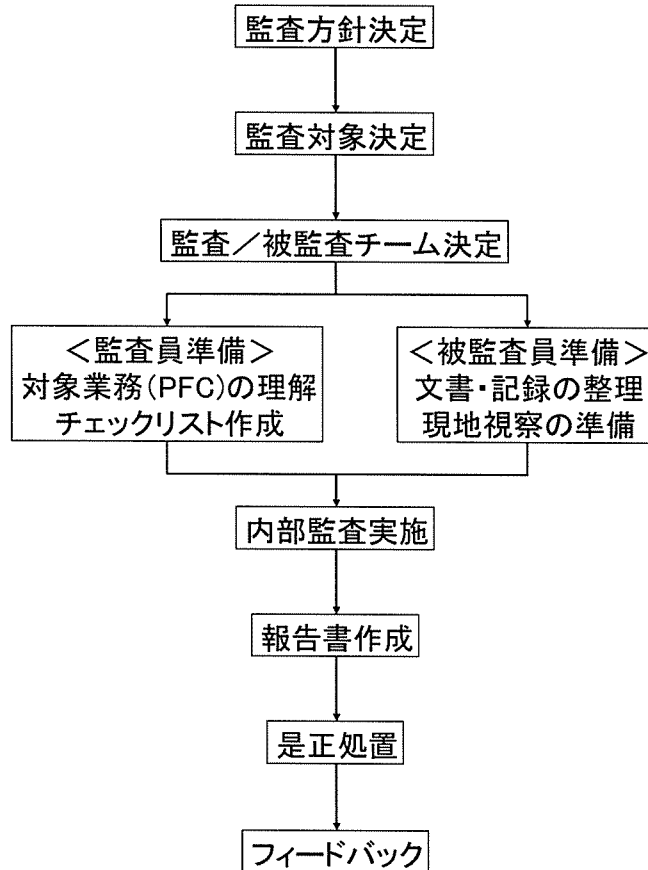 監査方針決定
監査対象決定
監査／被監査チーム決定
＜監査員準備＞
対象業務(PFC)の理解
チェックリスト作成
＜被監査員準備＞
文書・記録の整理
現地視察の準備
内部監査実施
報告書作成
是正処置
フィードバック